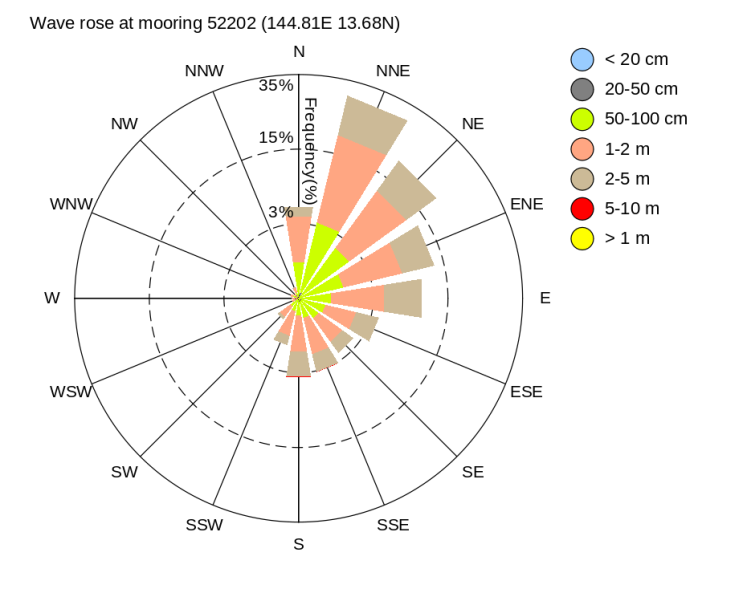 Wave rose at mooring 52202 (144.81E 13.68N)
N
NNW
NNE
NW
NE
WNW
ENE
W
E
WSW
ESE
SW
SE
SSW
SSE
S
35%
15%
3%
Frequency(%)
< 20 cm
20-50 cm
50-100 cm
1-2 m
2-5 m
5-10 m
> 1 m